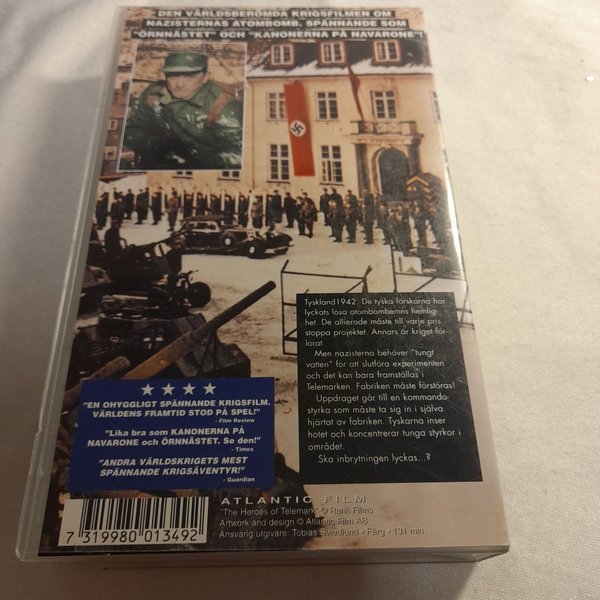 DEN VÄRLDSBERÖMDA KRIGSFILMEN OM
NAZISTERNAS ATOMBOMB. SPÄNNANDE SOM
"ÖRNNÄSTET" OCH "KANONERNA PÅ NAVARONE"!
Tyskland 1942. De tyska forskarna har
lyckats lösa atombombernns hemlig-
het. De allierade måste till varje pris
stoppa projektet. Annars är kriget för-
lorat.
Men nazisterna behöver "tungt
vatten" för att slutföra experimenten
och det kan bara framställas i
Telemarken. Fabriken måste förstöras!
Uppdraget går till en kommando-
styrka som måste ta sig in i själva
hjärtat av fabriken. Tyskarna inser
hotet och koncentrerar tunga styrkor i
området.
Ska inbrytningen lyckas...?
"EN OHYGGLIGT SPÄNNANDE KRIGSFILM.
VÄRLDENS FRAMTID STOD PÅ SPEL!"
- Film Review
"Lika bra som KANONERNA PÅ
NAVARONE och ÖRNNÄSTET. Se den!"
- Times
"ANDRA VÄRLDSKRIGETS MEST
SPÄNNANDE KRIGSÄVENTYR!"
- Guardian
ATLANTIC FILM
"The Heroes of Telemark" © Rank Films
Artwork and design © Atlantic Film AB
Ansvarig utgivare: Tobias Swedlund • Färg • 131 min.
7 319980 013492